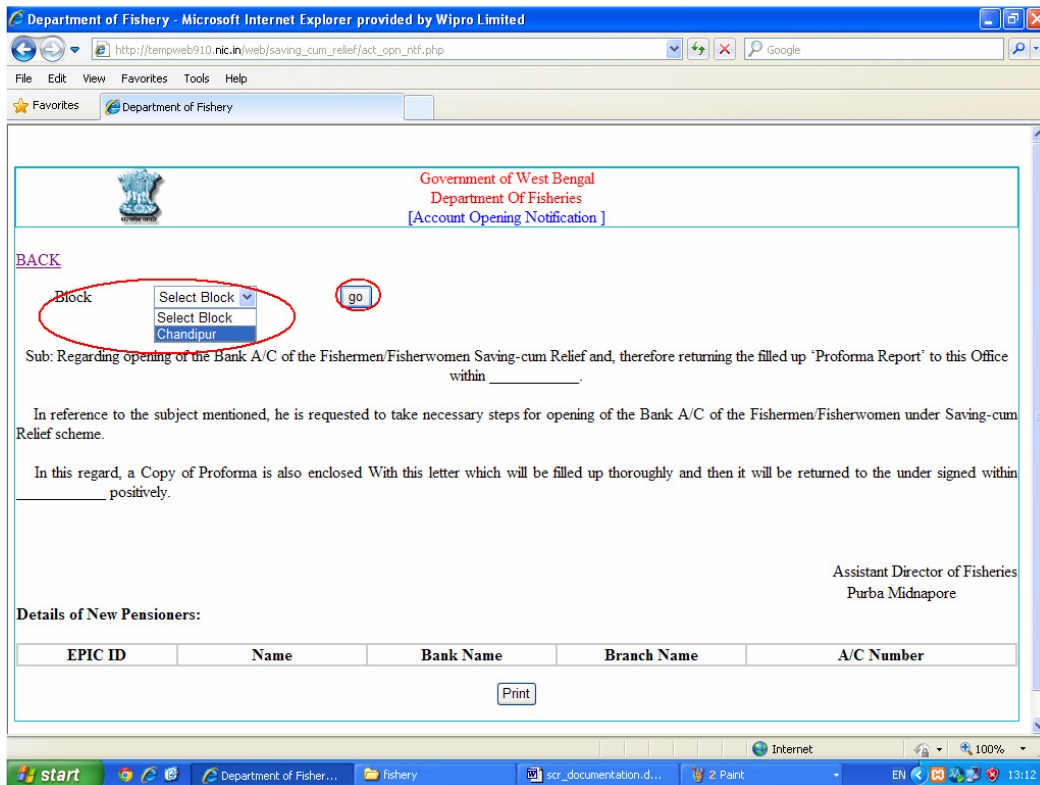 Department of Fishery - Microsoft Internet Explorer provided by Wipro Limited
http://tempweb910.nic.in/web/saving_cum_relief/act_opn_ntf.php
Google
File Edit View Favorites Tools Help
Favorites Department of Fishery
Government of West Bengal
Department Of Fisheries
[Account Opening Notification ]
BACK
Block Select Block go
Select Block
Chandipur
Sub: Regarding opening of the Bank A/C of the Fishermen/Fisherwomen Saving-cum Relief and, therefore returning the filled up 'Proforma Report' to this Office
within ____________.
In reference to the subject mentioned, he is requested to take necessary steps for opening of the Bank A/C of the Fishermen/Fisherwomen under Saving-cum
Relief scheme.
In this regard, a Copy of Proforma is also enclosed With this letter which will be filled up thoroughly and then it will be returned to the under signed within
____________ positively.
Assistant Director of Fisheries
Purba Midnapore
Details of New Pensioners:
EPIC ID Name Bank Name Branch Name A/C Number
Print
Internet 100%
start Department of Fisher... fishery scr_documentation.d... 2 Paint EN 13:12